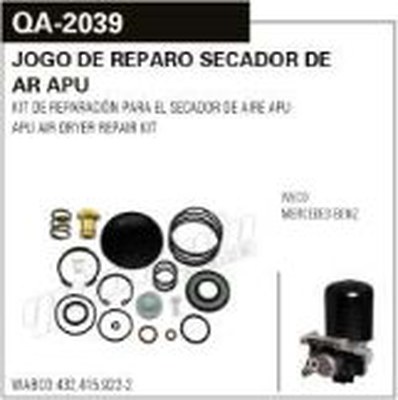 QA-2039
JOGO DE REPARO SECADOR DE
AR APU
KIT DE REPARACIÓN PARA EL SECADOR DE AIRE APU
APU AIR DRYER REPAIR KIT
IVECO
MERCEDES-BENZ
WABCO 432.415.922-2